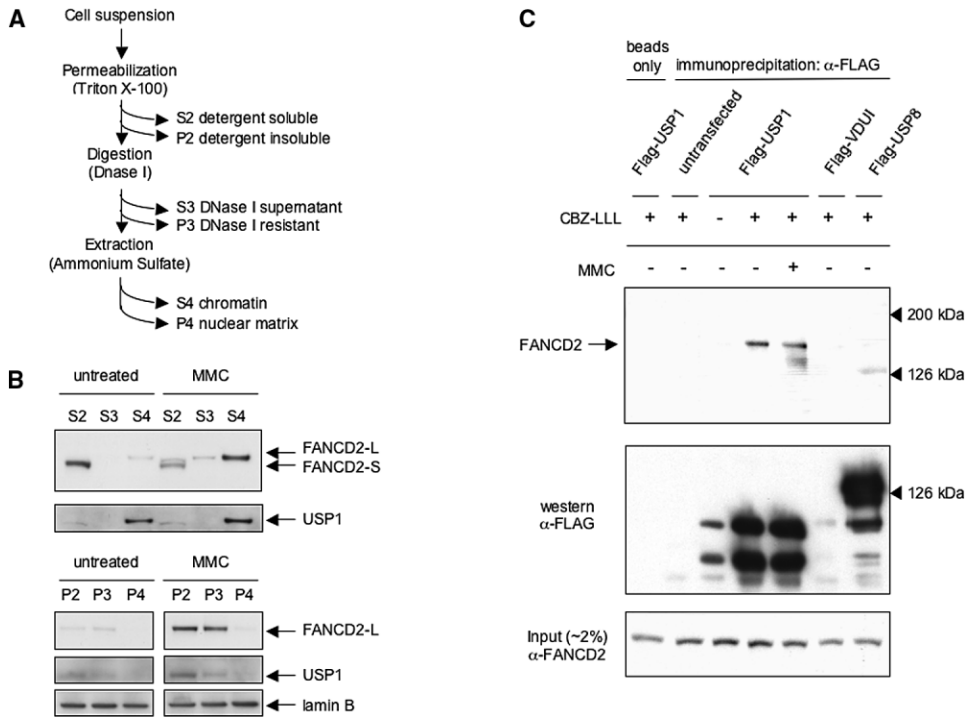 A
Cell suspension
Permeabilization
(Triton X-100)
S2 detergent soluble
P2 detergent insoluble
Digestion
(Dnase I)
S3 DNase I supernatant
P3 DNase I resistant
Extraction
(Ammonium Sulfate)
S4 chromatin
P4 nuclear matrix
B
untreated MMC
S2 S3 S4 S2 S3 S4
FANCD2-L
FANCD2-S
USP1
untreated MMC
P2 P3 P4 P2 P3 P4
FANCD2-L
USP1
lamin B
C
beads only
immunoprecipitation: α-FLAG
Flag-USP1 untransfected Flag-USP1 Flag-VDUI Flag-USP8
CBZ-LLL + + - + + + +
MMC - - - - + - -
200 kDa
FANCD2
126 kDa
126 kDa
western
α-FLAG
Input (~2%)
α-FANCD2